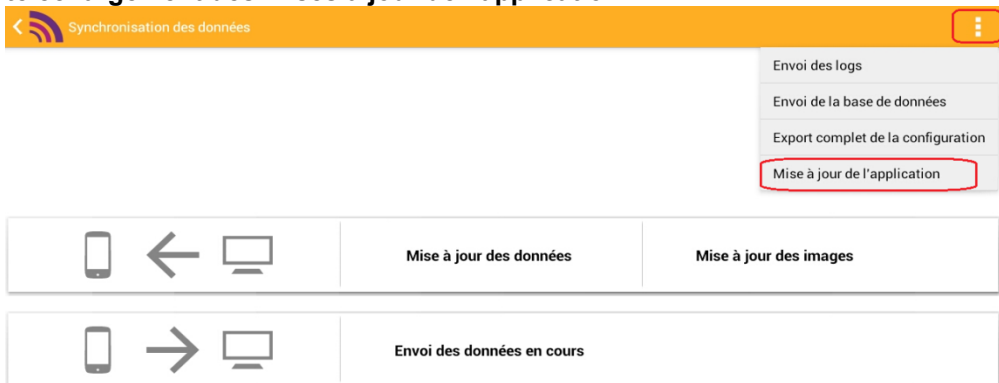 Synchronisation des données
Envoi des logs
Envoi de la base de données
Export complet de la configuration
Mise à jour de l'application
Mise à jour des données
Mise à jour des images
Envoi des données en cours